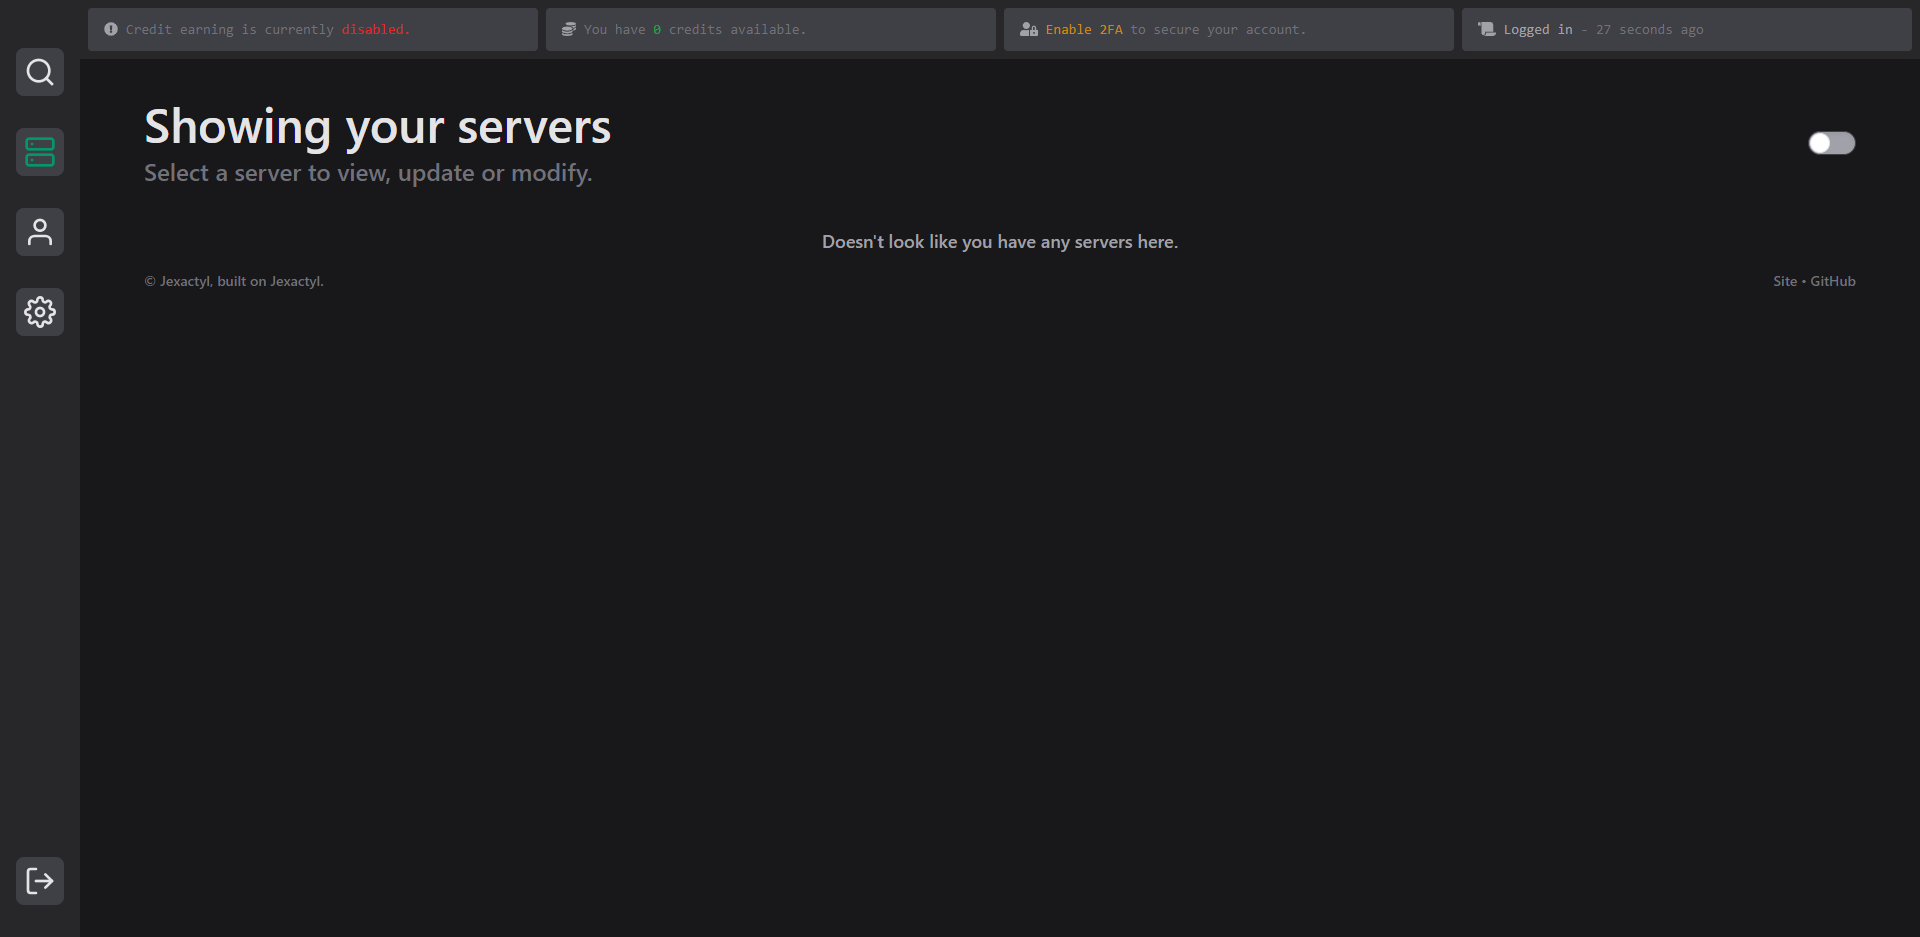 Credit earning is currently disabled.
You have 0 credits available.
Enable 2FA to secure your account.
Logged in - 27 seconds ago
Showing your servers
Select a server to view, update or modify.
Doesn't look like you have any servers here.
© Jexactyl, built on Jexactyl.
Site • GitHub